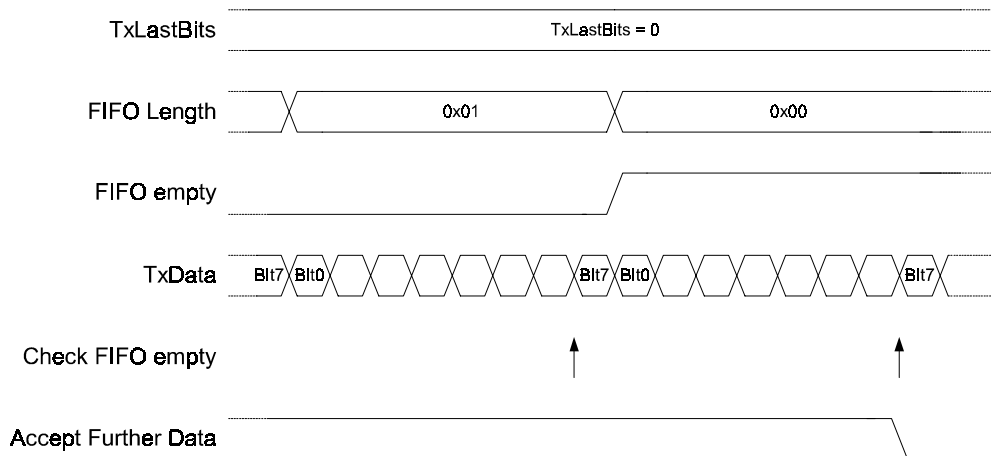 TxLastBits
TxLastBits = 0
FIFO Length
0x01
0x00
FIFO empty
TxData
Bit7
Bit0
Bit7
Bit0
Bit7
Check FIFO empty
Accept Further Data